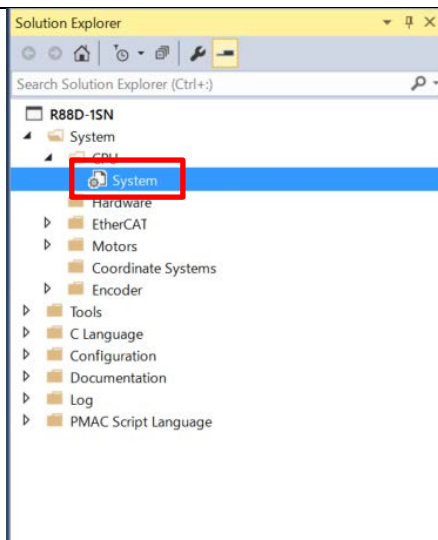 Solution Explorer
Search Solution Explorer (Ctrl+:)
R88D-1SN
System
CPU
System
Hardware
EtherCAT
Motors
Coordinate Systems
Encoder
Tools
C Language
Configuration
Documentation
Log
PMAC Script Language